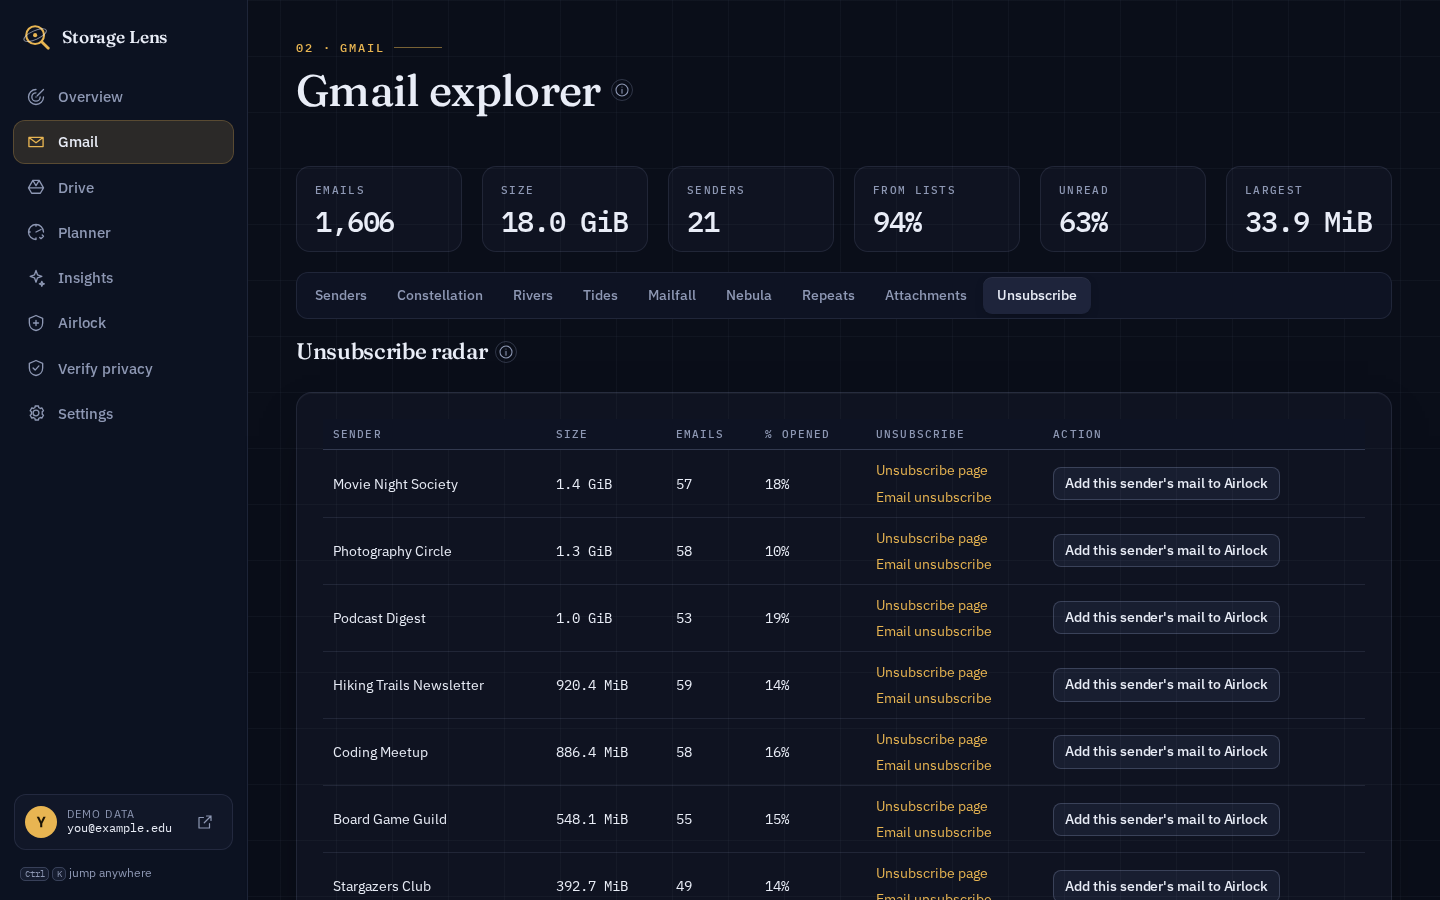 Storage Lens
Overview
Gmail
Drive
Planner
Insights
Airlock
Verify privacy
Settings
Y
DEMO DATA
you@example.edu
Ctrl K jump anywhere
02 · GMAIL
Gmail explorer
EMAILS
1,606
SIZE
18.0 GiB
SENDERS
21
FROM LISTS
94%
UNREAD
63%
LARGEST
33.9 MiB
Senders Constellation Rivers Tides Mailfall Nebula Repeats Attachments Unsubscribe
Unsubscribe radar
SENDER SIZE EMAILS % OPENED UNSUBSCRIBE ACTION
Movie Night Society 1.4 GiB 57 18% Unsubscribe page
Email unsubscribe
Add this sender's mail to Airlock
Photography Circle 1.3 GiB 58 10% Unsubscribe page
Email unsubscribe
Add this sender's mail to Airlock
Podcast Digest 1.0 GiB 53 19% Unsubscribe page
Email unsubscribe
Add this sender's mail to Airlock
Hiking Trails Newsletter 920.4 MiB 59 14% Unsubscribe page
Email unsubscribe
Add this sender's mail to Airlock
Coding Meetup 886.4 MiB 58 16% Unsubscribe page
Email unsubscribe
Add this sender's mail to Airlock
Board Game Guild 548.1 MiB 55 15% Unsubscribe page
Email unsubscribe
Add this sender's mail to Airlock
Stargazers Club 392.7 MiB 49 14% Unsubscribe page
Email unsubscribe
Add this sender's mail to Airlock